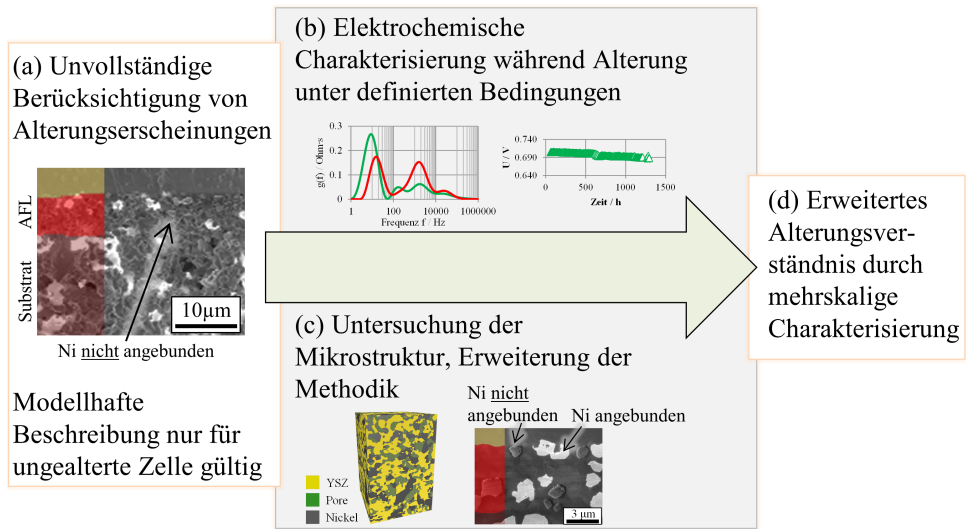 (a) Unvollständige
Berücksichtigung von
Alterungserscheinungen
AFL
Substrat
10µm
Ni nicht angebunden
Modellhafte
Beschreibung nur für
ungealterte Zelle gültig
(b) Elektrochemische
Charakterisierung während Alterung
unter definierten Bedingungen
g(f) / Ohm·s
0.3
0.2
0.1
0
1 100 10000 1000000
Frequenz f / Hz
U / V
0.740
0.690
0.640
0 500 1000 1500
Zeit / h
(c) Untersuchung der
Mikrostruktur, Erweiterung der
Methodik
YSZ
Pore
Nickel
Ni nicht
angebunden
Ni angebunden
3 µm
(d) Erweitertes
Alterungsver-
ständnis durch
mehrskalige
Charakterisierung